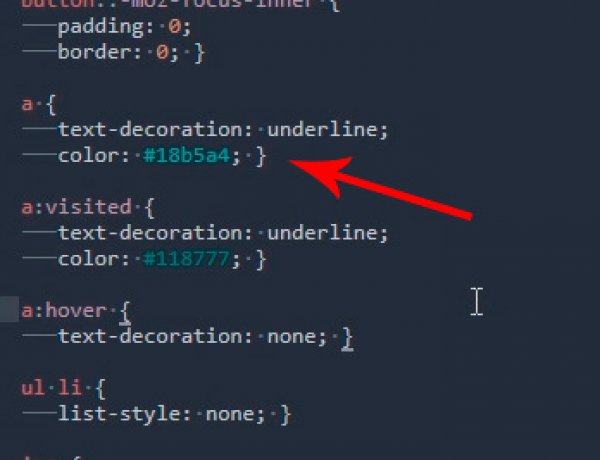 button::-moz-focus-inner {
padding: 0;
border: 0; }
a {
text-decoration: underline;
color: #18b5a4; }
a:visited {
text-decoration: underline;
color: #118777; }
a:hover {
text-decoration: none; }
ul li {
list-style: none; }